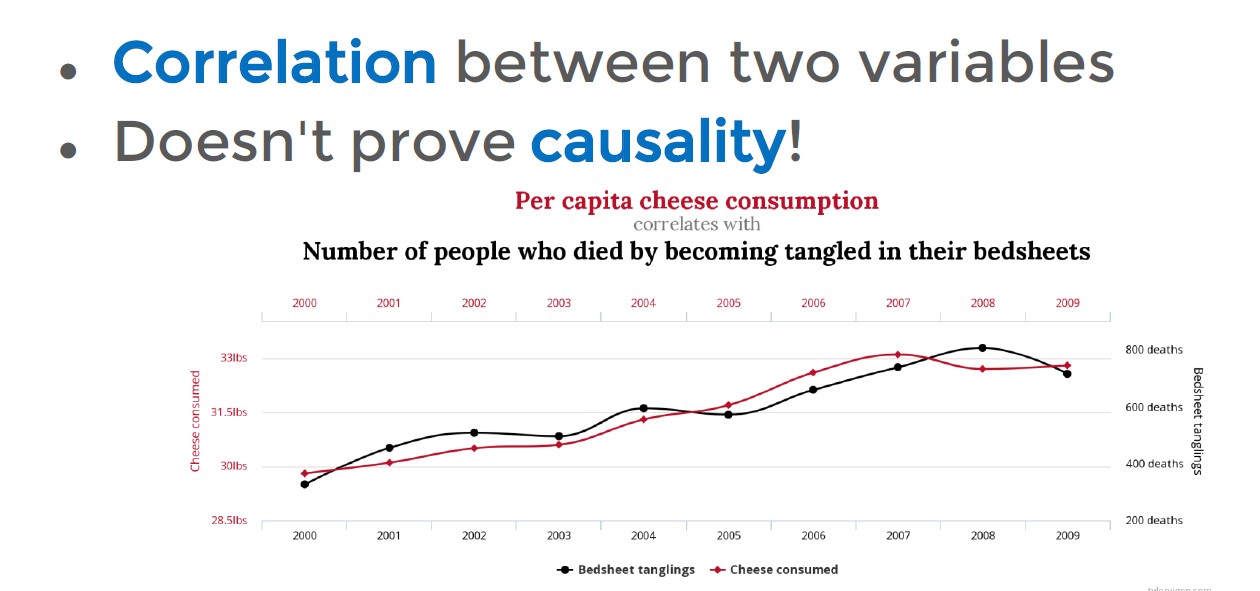 • Correlation between two variables
• Doesn't prove causality!
Per capita cheese consumption
correlates with
Number of people who died by becoming tangled in their bedsheets
2000 2001 2002 2003 2004 2005 2006 2007 2008 2009
33lbs
31.5lbs
30lbs
28.5lbs
Cheese consumed
800 deaths
600 deaths
400 deaths
200 deaths
Bedsheet tanglings
2000 2001 2002 2003 2004 2005 2006 2007 2008 2009
Bedsheet tanglings Cheese consumed